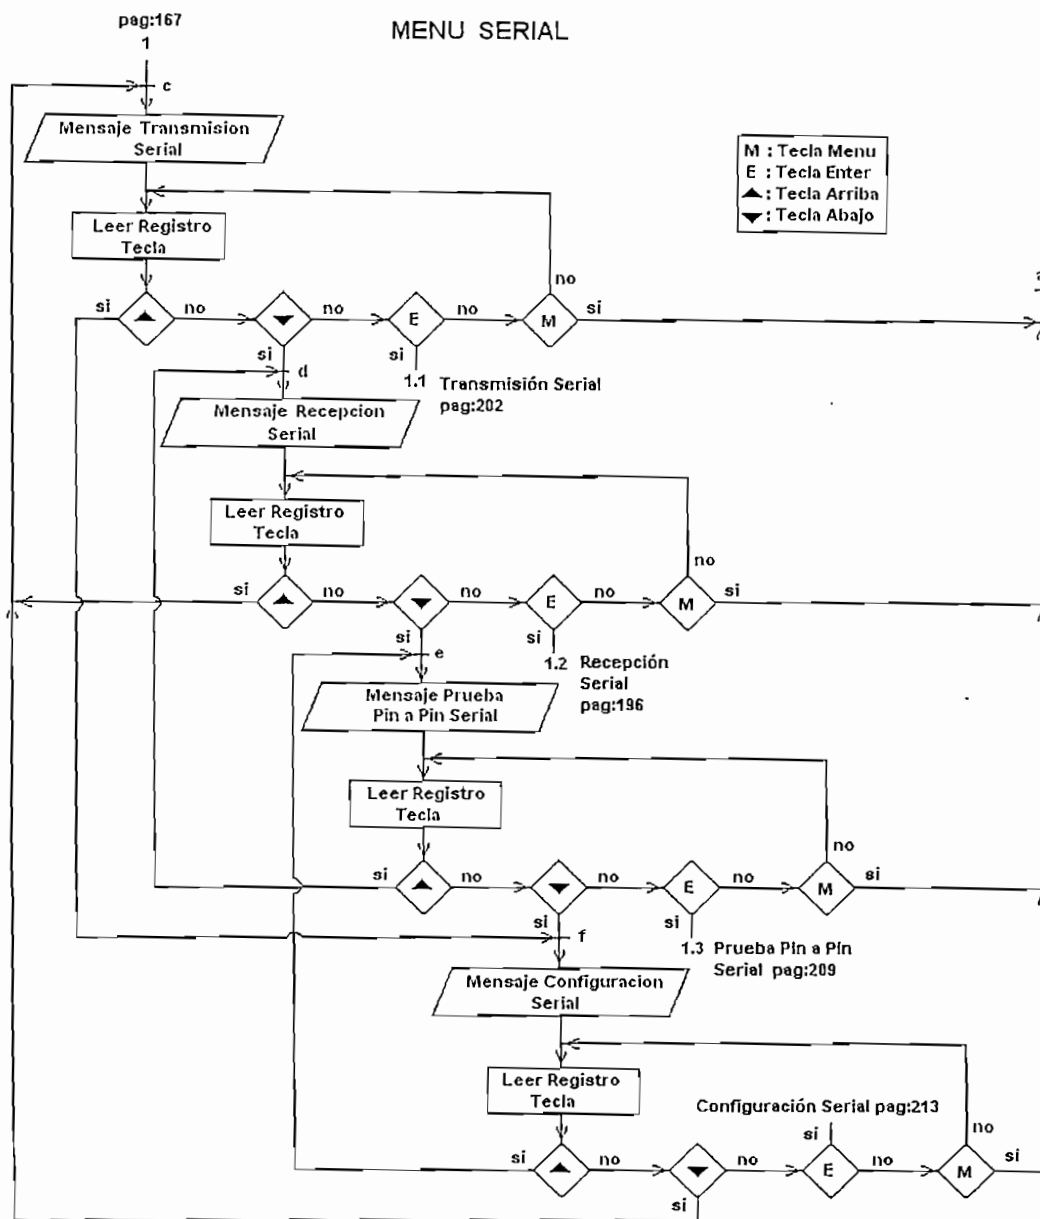 pag:167
MENU SERIAL
1
c
Mensaje Transmision
Serial
M : Tecla Menu
E : Tecla Enter
: Tecla Arriba
: Tecla Abajo
Leer Registro
Tecla
no
si
no
no
E
no
M
si
si
si
d
1.1 Transmisión Serial
pag:202
Mensaje Recepcion
Serial
Leer Registro
Tecla
no
si
no
no
E
no
M
si
si
si
e
1.2 Recepción
Serial
pag:196
Mensaje Prueba
Pin a Pin Serial
Leer Registro
Tecla
no
si
no
no
E
no
M
si
si
si
f
1.3 Prueba Pin a Pin
Serial pag:209
Mensaje Configuracion
Serial
Leer Registro
Tecla
Configuración Serial pag:213
si
no
si
no
no
E
no
M
si
si